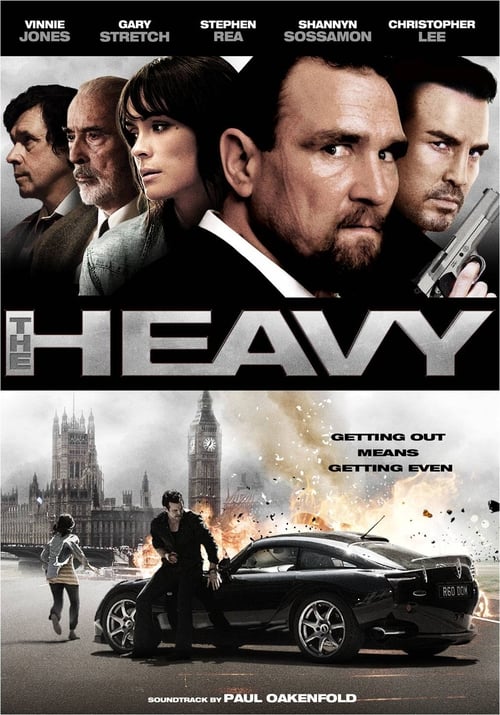 VINNIE JONES
GARY STRETCH
STEPHEN REA
SHANNYN SOSSAMON
CHRISTOPHER LEE
THE HEAVY
GETTING OUT
MEANS
GETTING EVEN
R60 DOM
SOUNDTRACK BY PAUL OAKENFOLD